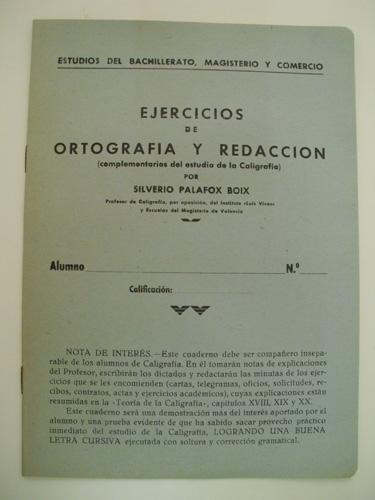 ESTUDIOS DEL BACHILLERATO, MAGISTERIO Y COMERCIO
EJERCICIOS
DE
ORTOGRAFIA Y REDACCION
(complementarios del estudio de la Caligrafía)
POR
SILVERIO PALAFOX BOIX
Profesor de Caligrafía, por oposición, del Instituto «Luis Vives»
y Escuelas del Magisterio de Valencia
Alumno N.º
Calificación:
NOTA DE INTERÉS.—Este cuaderno debe ser compañero insepa-
rable de los alumnos de Caligrafía. En él tomarán notas de explicaciones
del Profesor, escribirán los dictados y redactarán las minutas de los ejer-
cicios que se les encomienden (cartas, telegramas, oficios, solicitudes, re-
cibos, contratos, actas y ejercicios académicos), cuyas explicaciones están
resumidas en la «Teoría de la Caligrafía», capítulos XVIII, XIX y XX.
Este cuaderno será una demostración más del interés aportado por el
alumno y una prueba evidente de que ha sabido sacar provecho práctico
inmediato del estudio de la Caligrafía, LOGRANDO UNA BUENA
LETRA CURSIVA ejecutada con soltura y corrección gramatical.